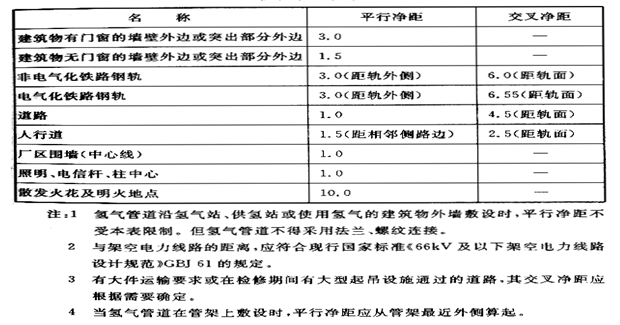 名 称 平行净距 交叉净距
建筑物有门窗的墙壁外边或突出部分外边 3.0 —
建筑物无门窗的墙壁外边或突出部分外边 1.5 —
非电气化铁路钢轨 3.0(距轨外侧) 6.0(距轨面)
电气化铁路钢轨 3.0(距轨外侧) 6.55(距轨面)
道路 1.0 4.5(距轨面)
人行道 1.5(距相邻侧路边) 2.5(距轨面)
厂区围墙(中心线) 1.0 —
照明、电信杆、柱中心 1.0 —
散发火花及明火地点 10.0 —
注:1 氢气管道沿氢气站、供氢站或使用氢气的建筑物外墙敷设时,平行净距不
受本表限制。但氢气管道不得采用法兰、螺纹连接。
2 与架空电力线路的距离,应符合现行国家标准《66kV及以下架空电力线路
设计规范》GBJ 61的规定。
3 有大件运输要求或在检修期间有大型起吊设施通过的道路,其交叉净距应
根据需要确定。
4 当氢气管道在管架上敷设时,平行净距应从管架最近外侧算起。